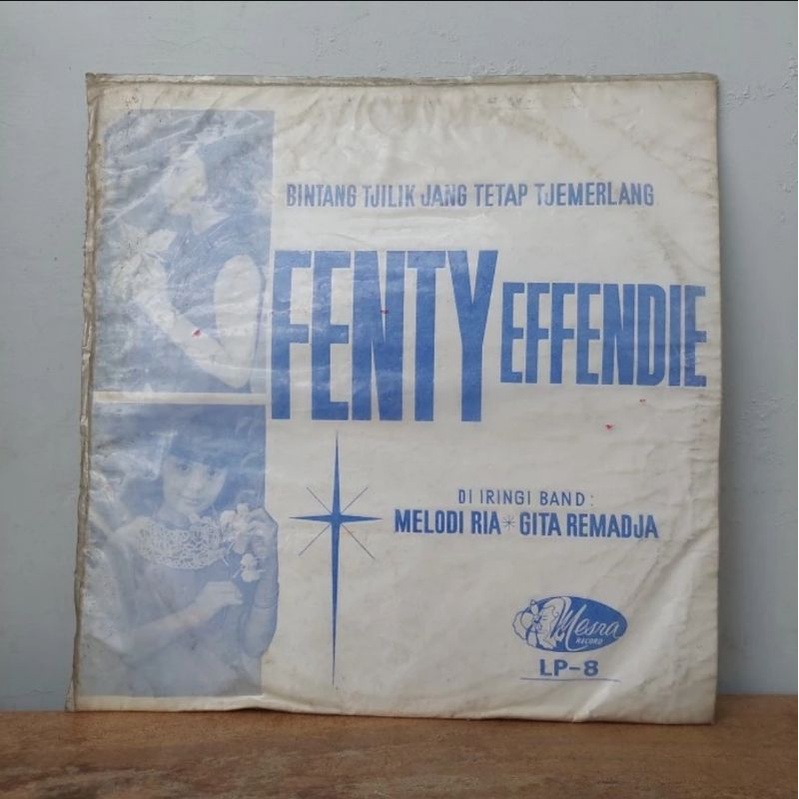 BINTANG TJILIK JANG TETAP TJEMERLANG
FENTY EFFENDIE
DI IRINGI BAND:
MELODI RIA * GITA REMADJA
Mesra
RECORD
LP-8